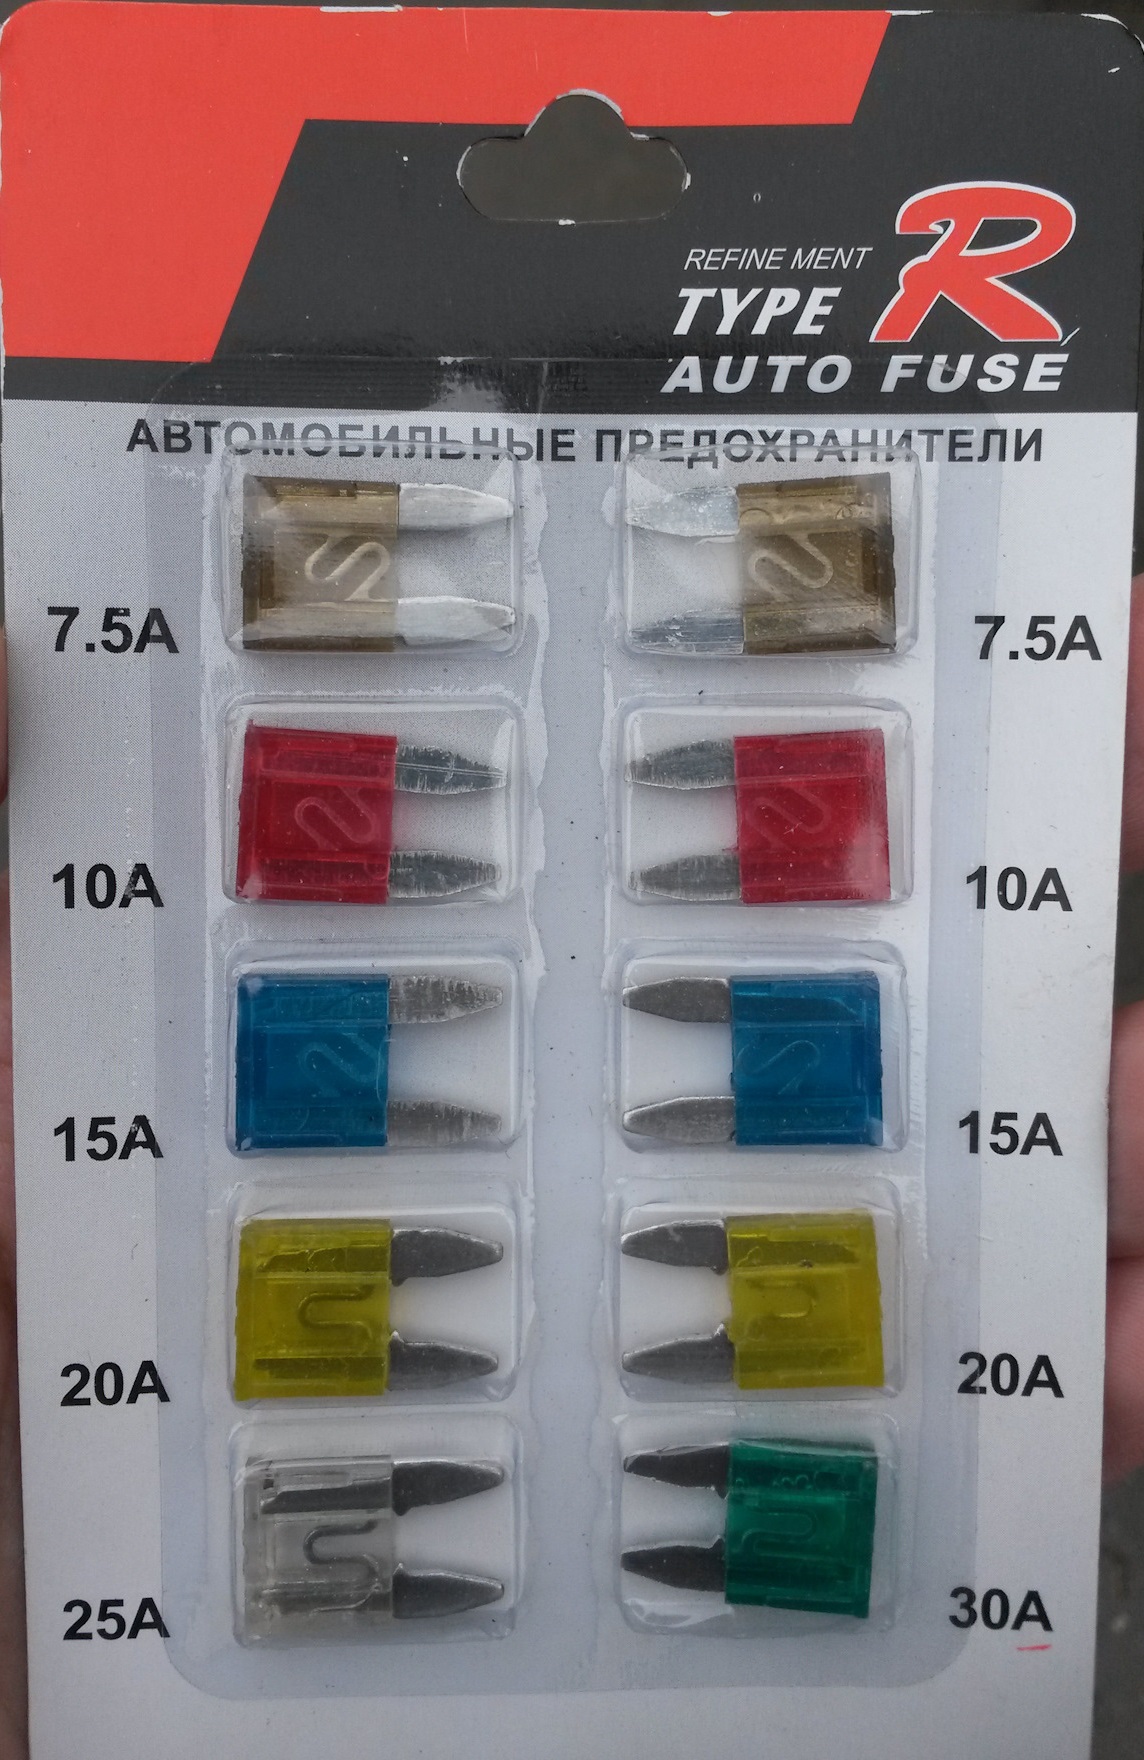 REFINE MENT
TYPE R
AUTO FUSE
АВТОМОБИЛЬНЫЕ ПРЕДОХРАНИТЕЛИ
7.5A 7.5A
10A 10A
15A 15A
20A 20A
25A 30A